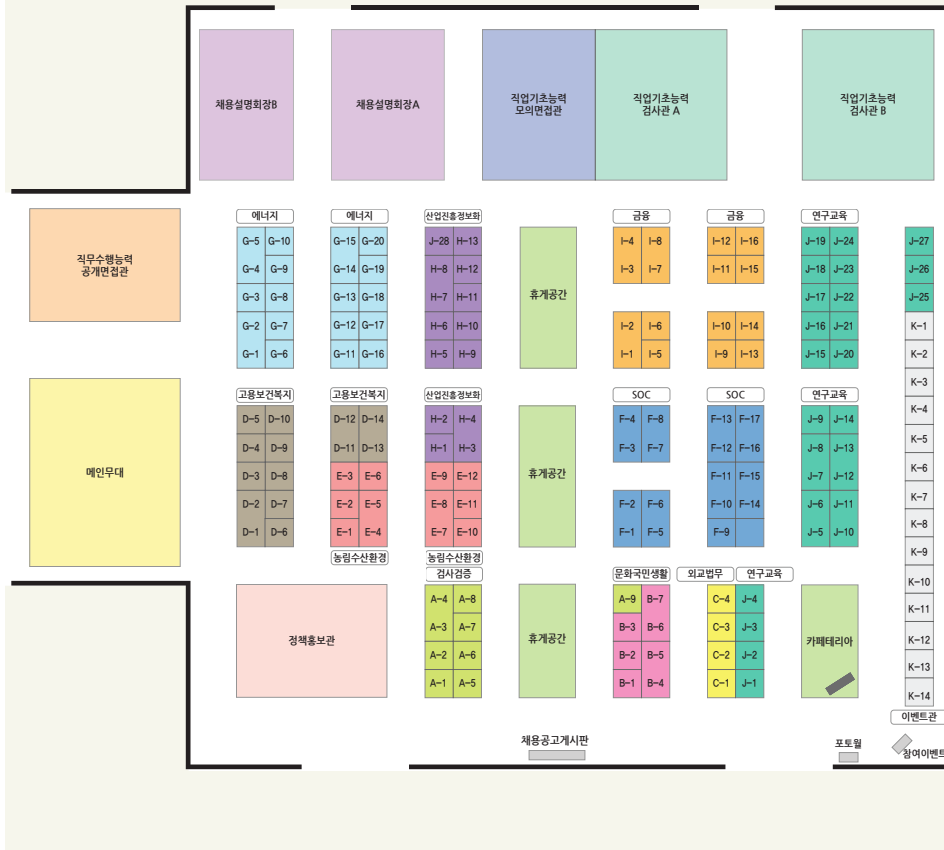 채용설명회장B
채용설명회장A
직업기초능력
모의면접관
직업기초능력
검사관 A
직업기초능력
검사관 B
직무수행능력
공개면접관
에너지
에너지
산업진흥정보화
금융
금융
연구교육
G-5 G-10 G-15 G-20 J-28 H-13 I-4 I-8 I-12 I-16 J-19 J-24 J-27
G-4 G-9 G-14 G-19 H-8 H-12 I-3 I-7 I-11 I-15 J-18 J-23 J-26
G-3 G-8 G-13 G-18 H-7 H-11 휴게공간 J-17 J-22 J-25
G-2 G-7 G-12 G-17 H-6 H-10 I-2 I-6 I-10 I-14 J-16 J-21 K-1
G-1 G-6 G-11 G-16 H-5 H-9 I-1 I-5 I-9 I-13 J-15 J-20 K-2
K-3
메인무대
고용보건복지
고용보건복지
산업진흥정보화
SOC
SOC
연구교육
D-5 D-10 D-12 D-14 H-2 H-4 F-4 F-8 F-13 F-17 J-9 J-14 K-4
D-4 D-9 D-11 D-13 H-1 H-3 F-3 F-7 F-12 F-16 J-8 J-13 K-5
D-3 D-8 E-3 E-6 E-9 E-12 휴게공간 F-11 F-15 J-7 J-12 K-6
D-2 D-7 E-2 E-5 E-8 E-11 F-2 F-6 F-10 F-14 J-6 J-11 K-7
D-1 D-6 E-1 E-4 E-7 E-10 F-1 F-5 F-9 J-5 J-10 K-8
농림수산환경
농림수산환경
K-9
검사검증
문화국민생활
외교법무
연구교육
정책홍보관
A-4 A-8 A-9 B-7 C-4 J-4 K-10
A-3 A-7 B-3 B-6 C-3 J-3 K-11
휴게공간
카페테리아
A-2 A-6 B-2 B-5 C-2 J-2 K-12
A-1 A-5 B-1 B-4 C-1 J-1 K-13
K-14
이벤트관
채용공고게시판
포토월
참여이벤트